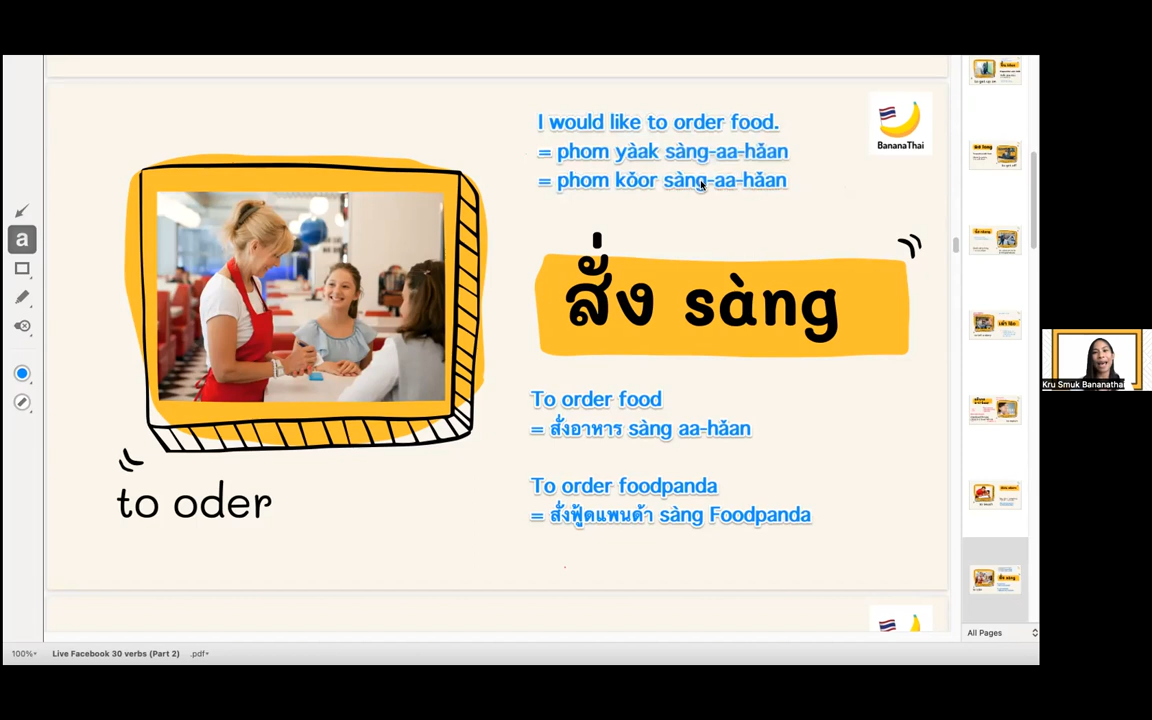 I would like to order food.
= phom yàak sàng-aa-hǎan
= phom kǒor sàng-aa-hǎan
BananaThai
สั่ง sàng
to oder
To order food
= สั่งอาหาร sàng aa-hǎan
To order foodpanda
= สั่งฟู้ดแพนด้า sàng Foodpanda
a
Kru Smuk Bananathai
All Pages
100%
Live Facebook 30 verbs (Part 2)
.pdf